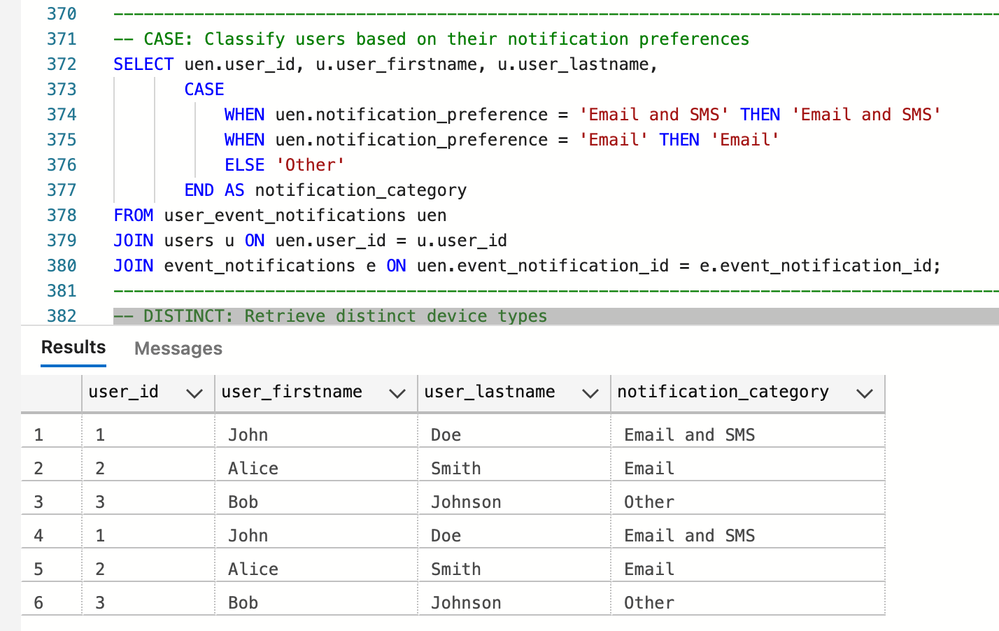 370 --------------------------------------------------------------------------------------
371 -- CASE: Classify users based on their notification preferences
372 SELECT uen.user_id, u.user_firstname, u.user_lastname,
373 CASE
374 WHEN uen.notification_preference = 'Email and SMS' THEN 'Email and SMS'
375 WHEN uen.notification_preference = 'Email' THEN 'Email'
376 ELSE 'Other'
377 END AS notification_category
378 FROM user_event_notifications uen
379 JOIN users u ON uen.user_id = u.user_id
380 JOIN event_notifications e ON uen.event_notification_id = e.event_notification_id;
381 --------------------------------------------------------------------------------------
382 -- DISTINCT: Retrieve distinct device types
Results Messages
user_id user_firstname user_lastname notification_category
1 1 John Doe Email and SMS
2 2 Alice Smith Email
3 3 Bob Johnson Other
4 1 John Doe Email and SMS
5 2 Alice Smith Email
6 3 Bob Johnson Other